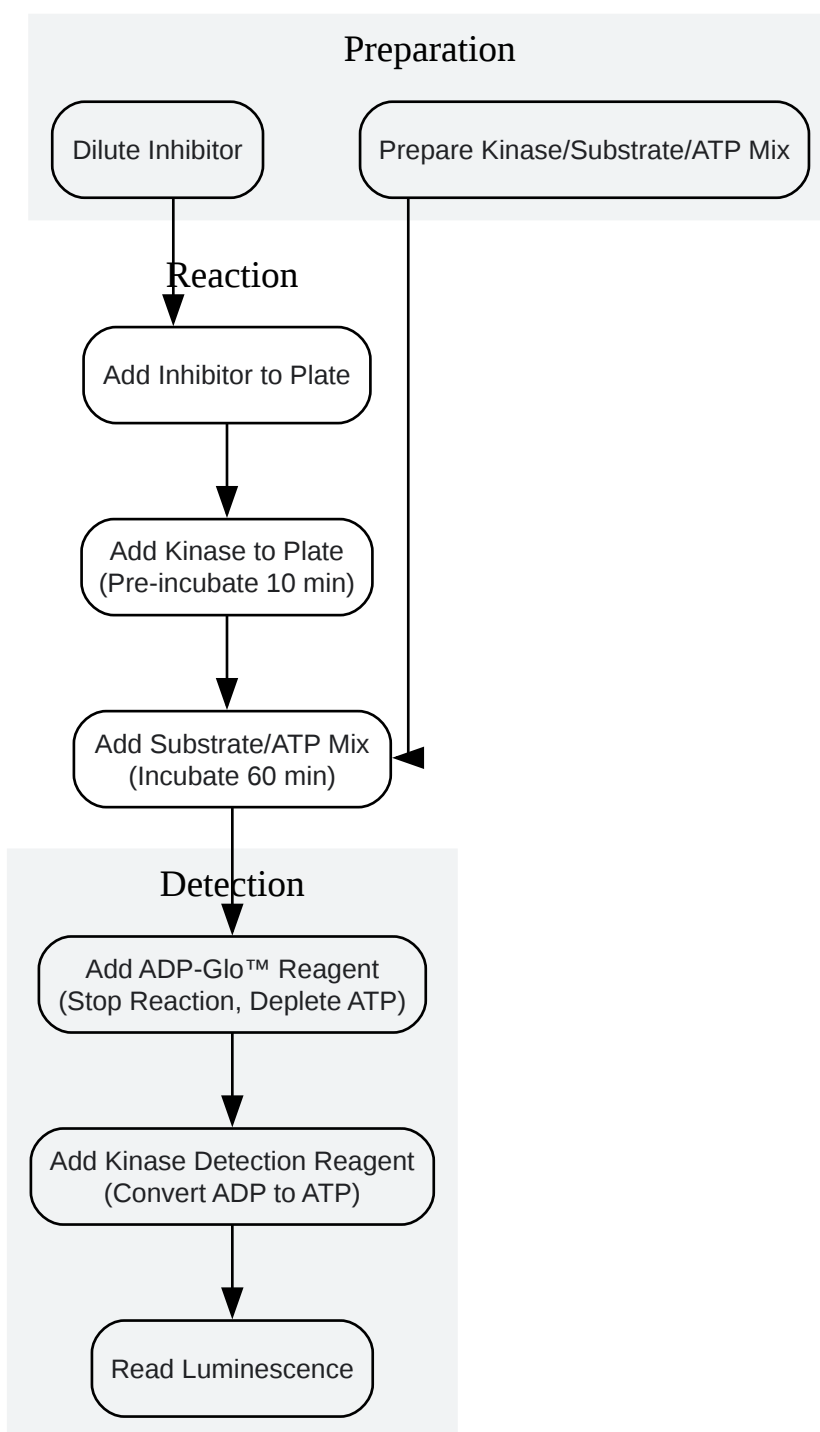 Preparation
Dilute Inhibitor
Prepare Kinase/Substrate/ATP Mix
Reaction
Add Inhibitor to Plate
Add Kinase to Plate
(Pre-incubate 10 min)
Add Substrate/ATP Mix
(Incubate 60 min)
Detection
Add ADP-Glo™ Reagent
(Stop Reaction, Deplete ATP)
Add Kinase Detection Reagent
(Convert ADP to ATP)
Read Luminescence